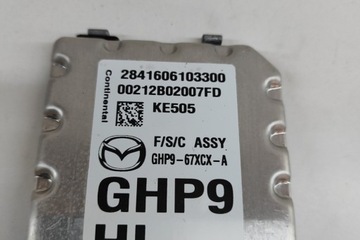 Continental
2841606103300
00212B02007FD
KE505
F/S/C ASSY
GHP9-67XCX-A
GHP9